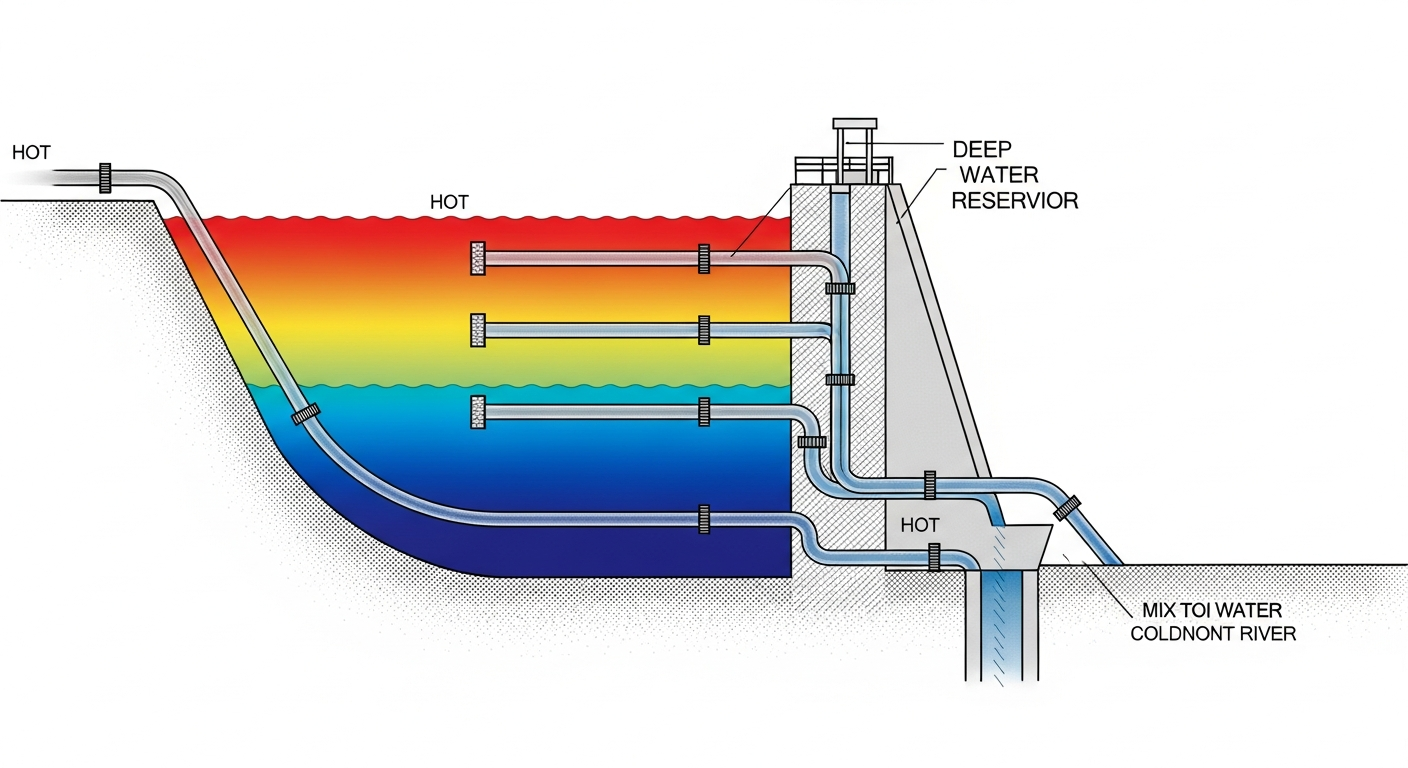 HOT
HOT
DEEP
WATER
RESERVIOR
HOT
MIX TOI WATER
COLDNONT RIVER